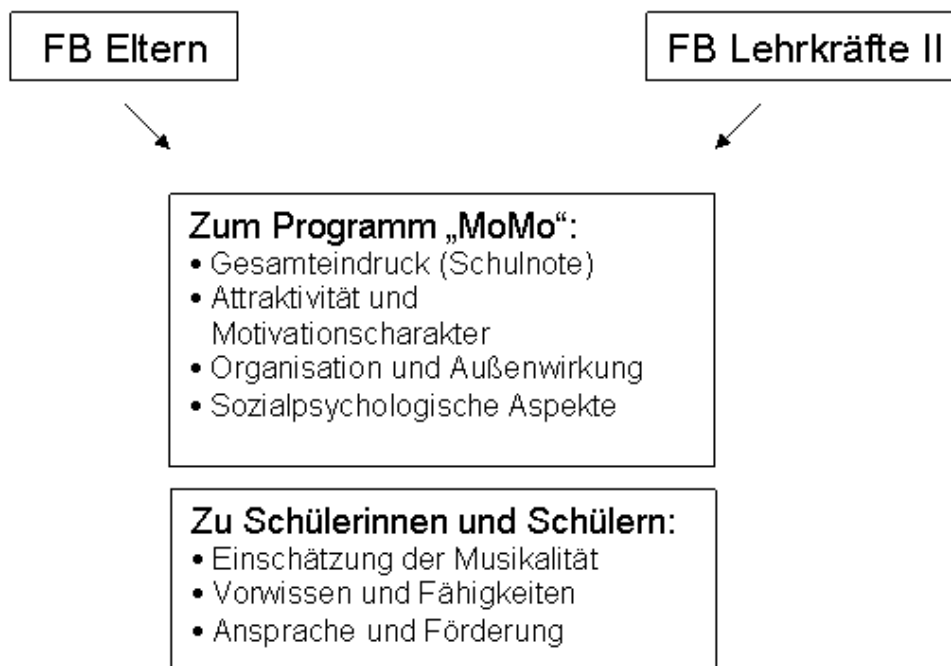 FB Eltern
FB Lehrkräfte II
Zum Programm „MoMo“:
• Gesamteindruck (Schulnote)
• Attraktivität und
Motivationscharakter
• Organisation und Außenwirkung
• Sozialpsychologische Aspekte
Zu Schülerinnen und Schülern:
• Einschätzung der Musikalität
• Vorwissen und Fähigkeiten
• Ansprache und Förderung